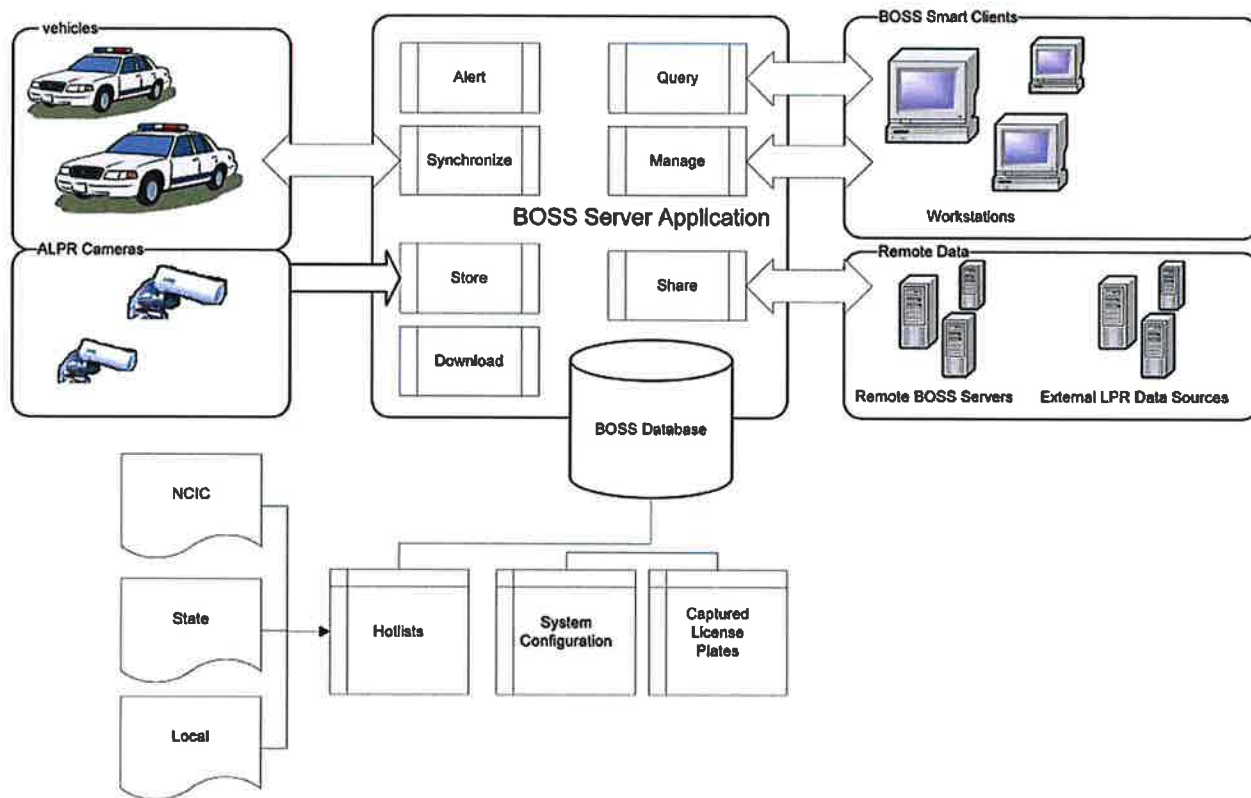 vehicles
BOSS Smart Clients
Alert
Query
Synchronize
Manage
BOSS Server Application
Workstations
ALPR Cameras
Remote Data
Store
Share
Download
Remote BOSS Servers
External LPR Data Sources
BOSS Database
NCIC
State
Local
Hotlists
System
Configuration
Captured
License
Plates